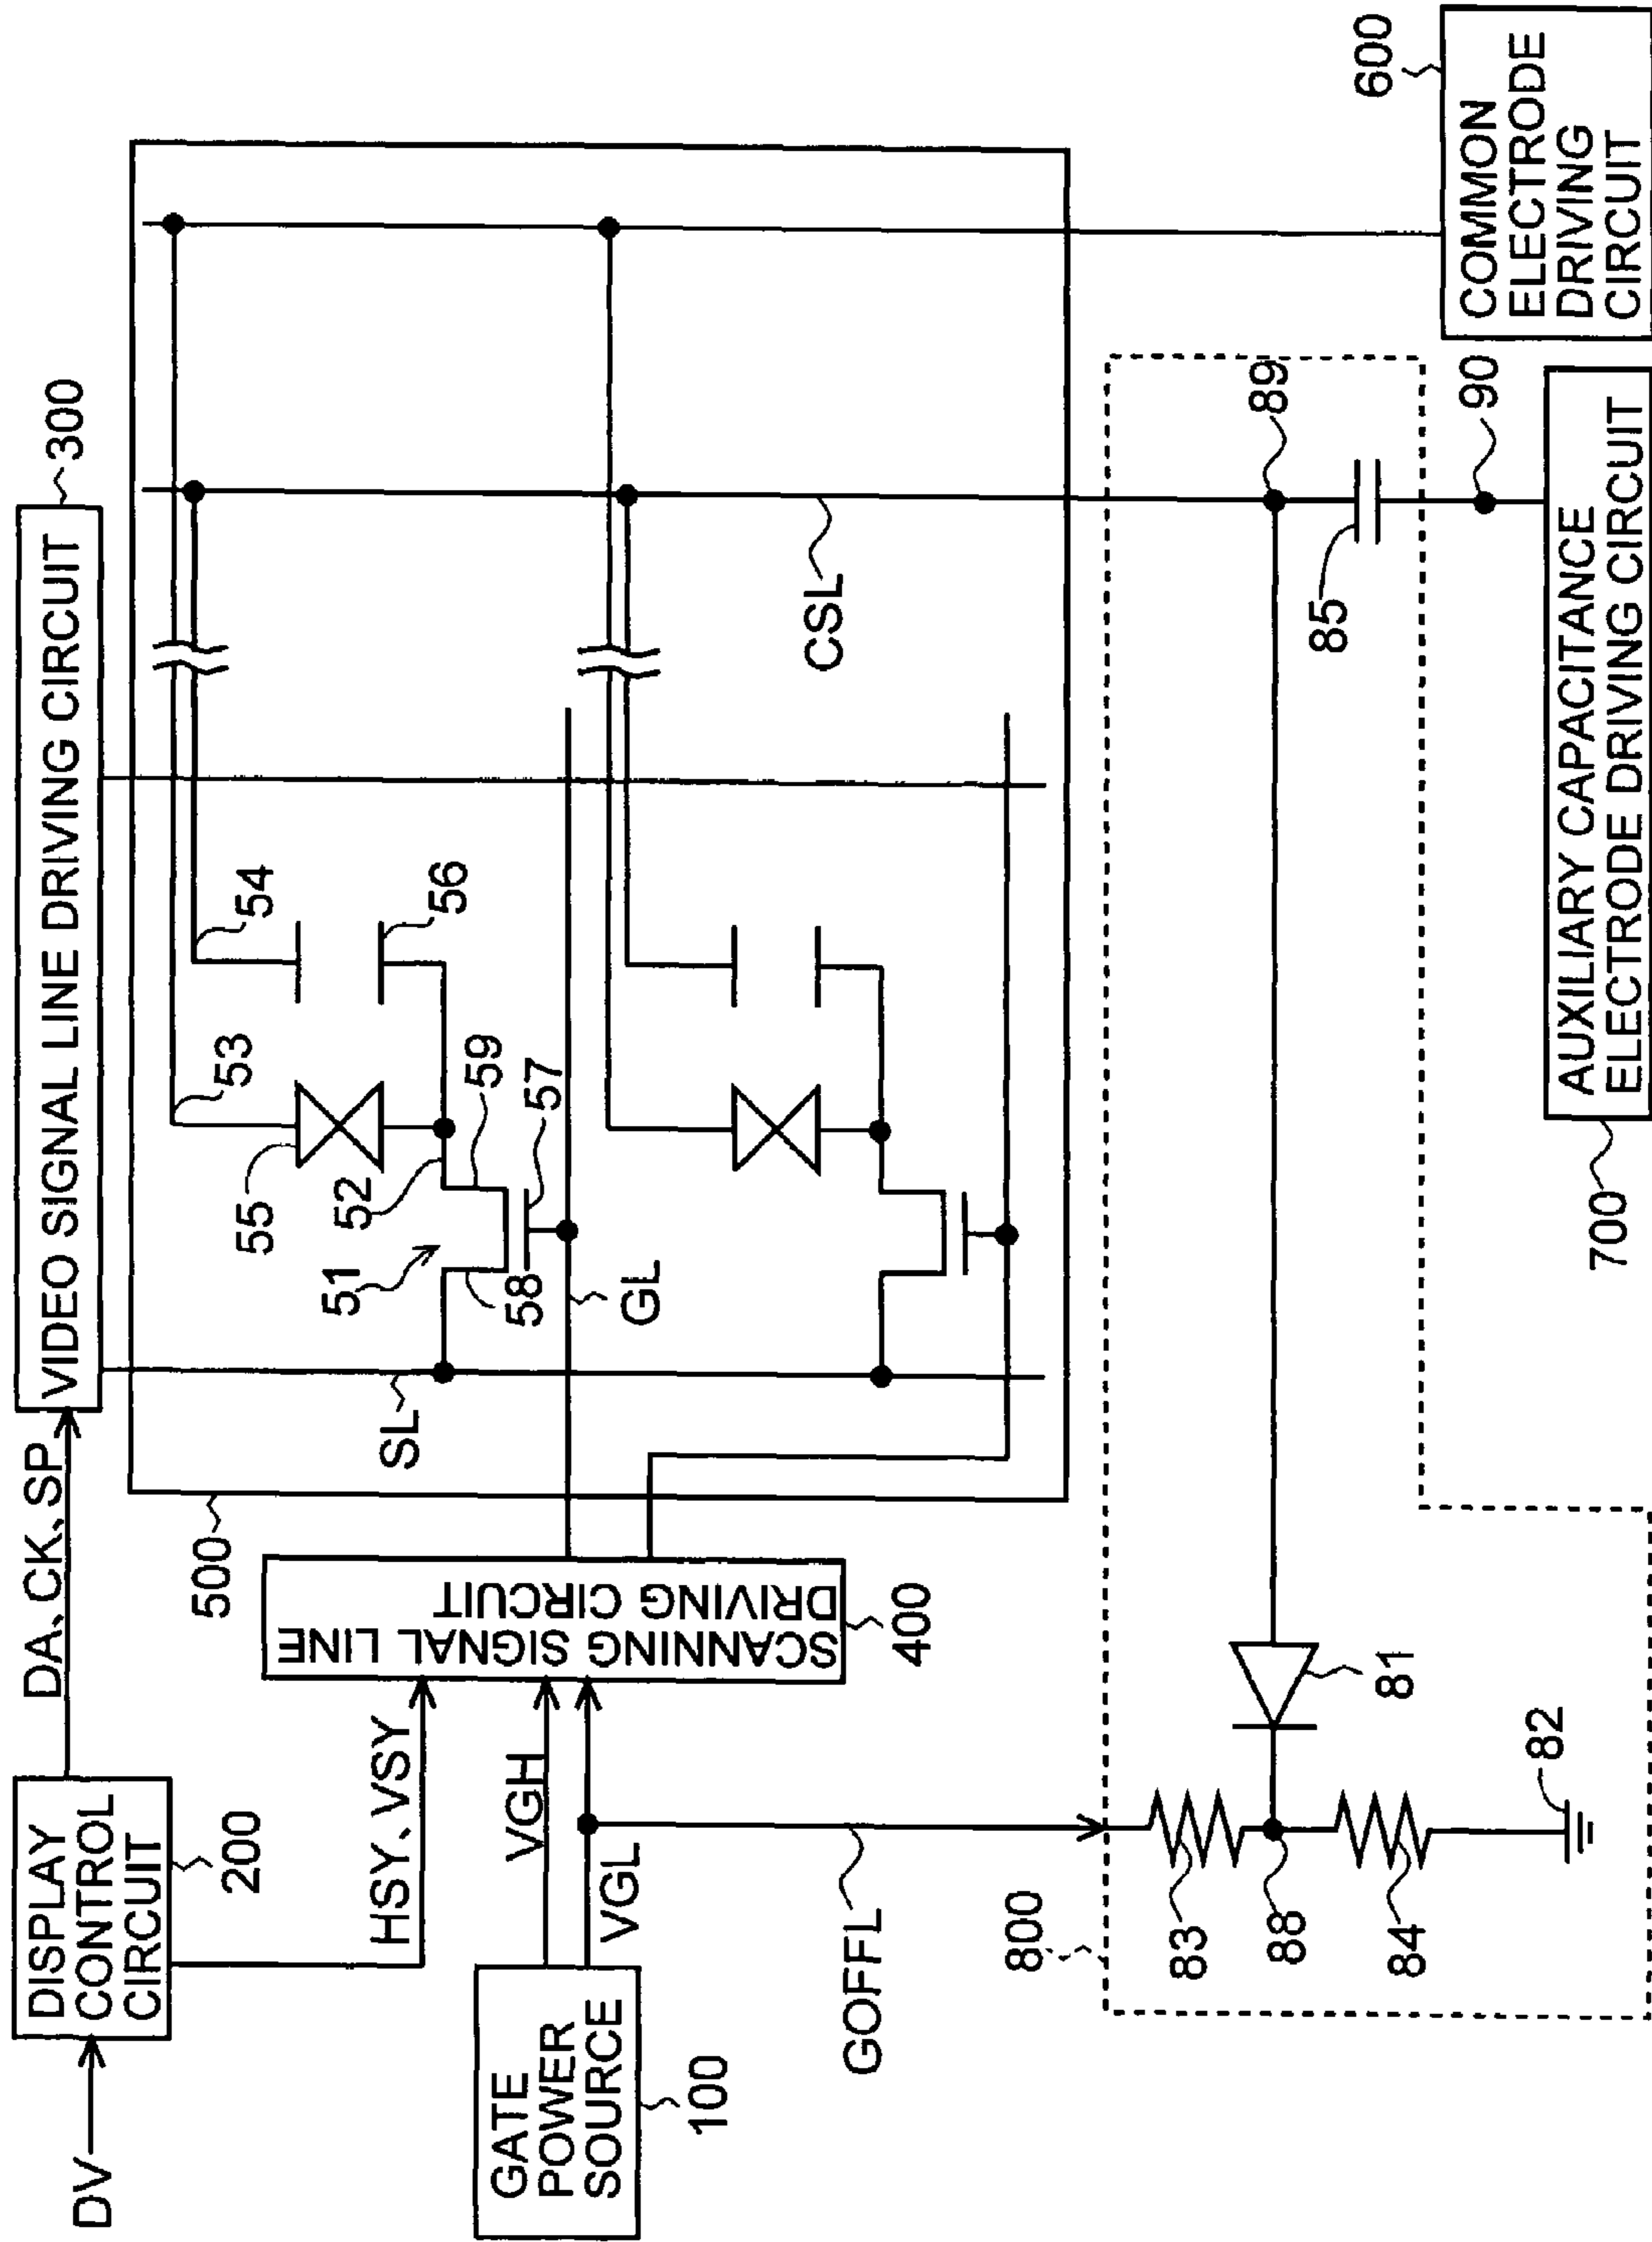 DV
DISPLAY
CONTROL
CIRCUIT
200
DA、CK、SP
VIDEO SIGNAL LINE DRIVING CIRCUIT
300
HSY、VSY
GATE
POWER
SOURCE
100
VGH
VGL
GOFFL
SCANNING SIGNAL LINE
DRIVING CIRCUIT
400
500
SL
GL
51
52
53
54
55
56
57
58
59
CSL
800
81
82
83
84
85
88
89
90
AUXILIARY CAPACITANCE
ELECTRODE DRIVING CIRCUIT
700
COMMON
ELECTRODE
DRIVING
CIRCUIT
600